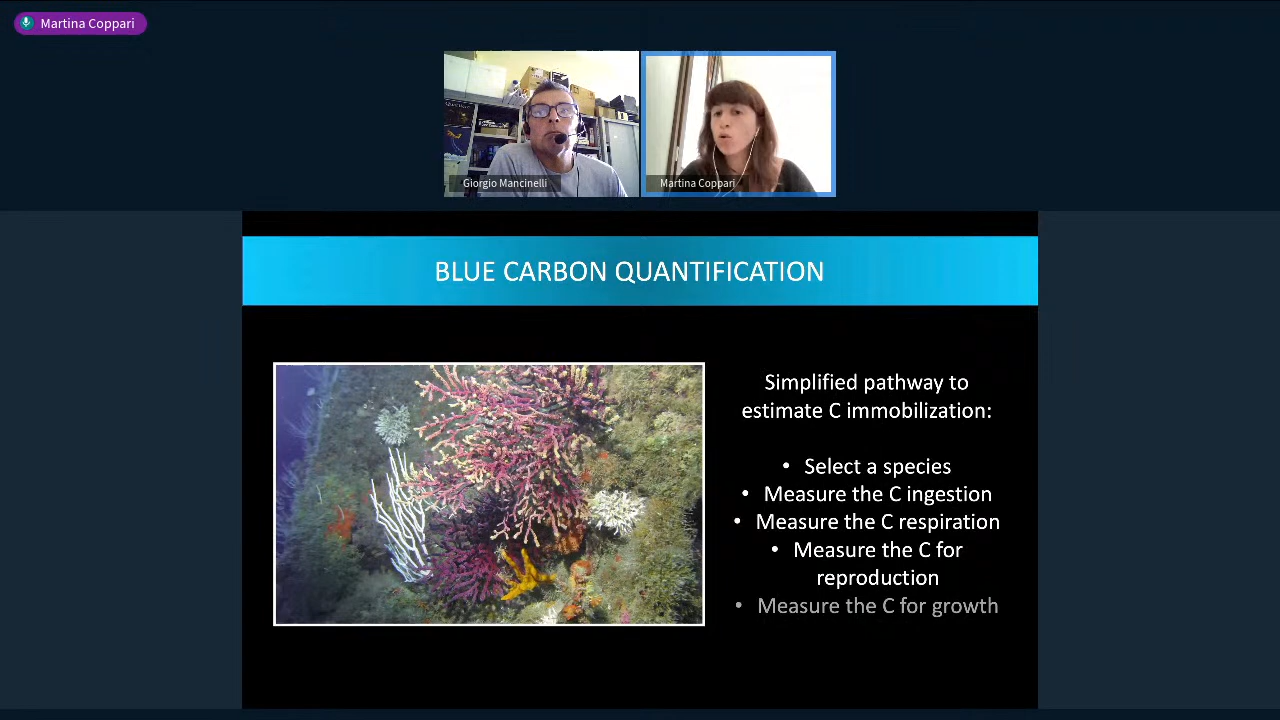 Martina Coppari
Giorgio Mancinelli
Martina Coppari
BLUE CARBON QUANTIFICATION
Simplified pathway to
estimate C immobilization:
• Select a species
• Measure the C ingestion
• Measure the C respiration
• Measure the C for
reproduction
• Measure the C for growth